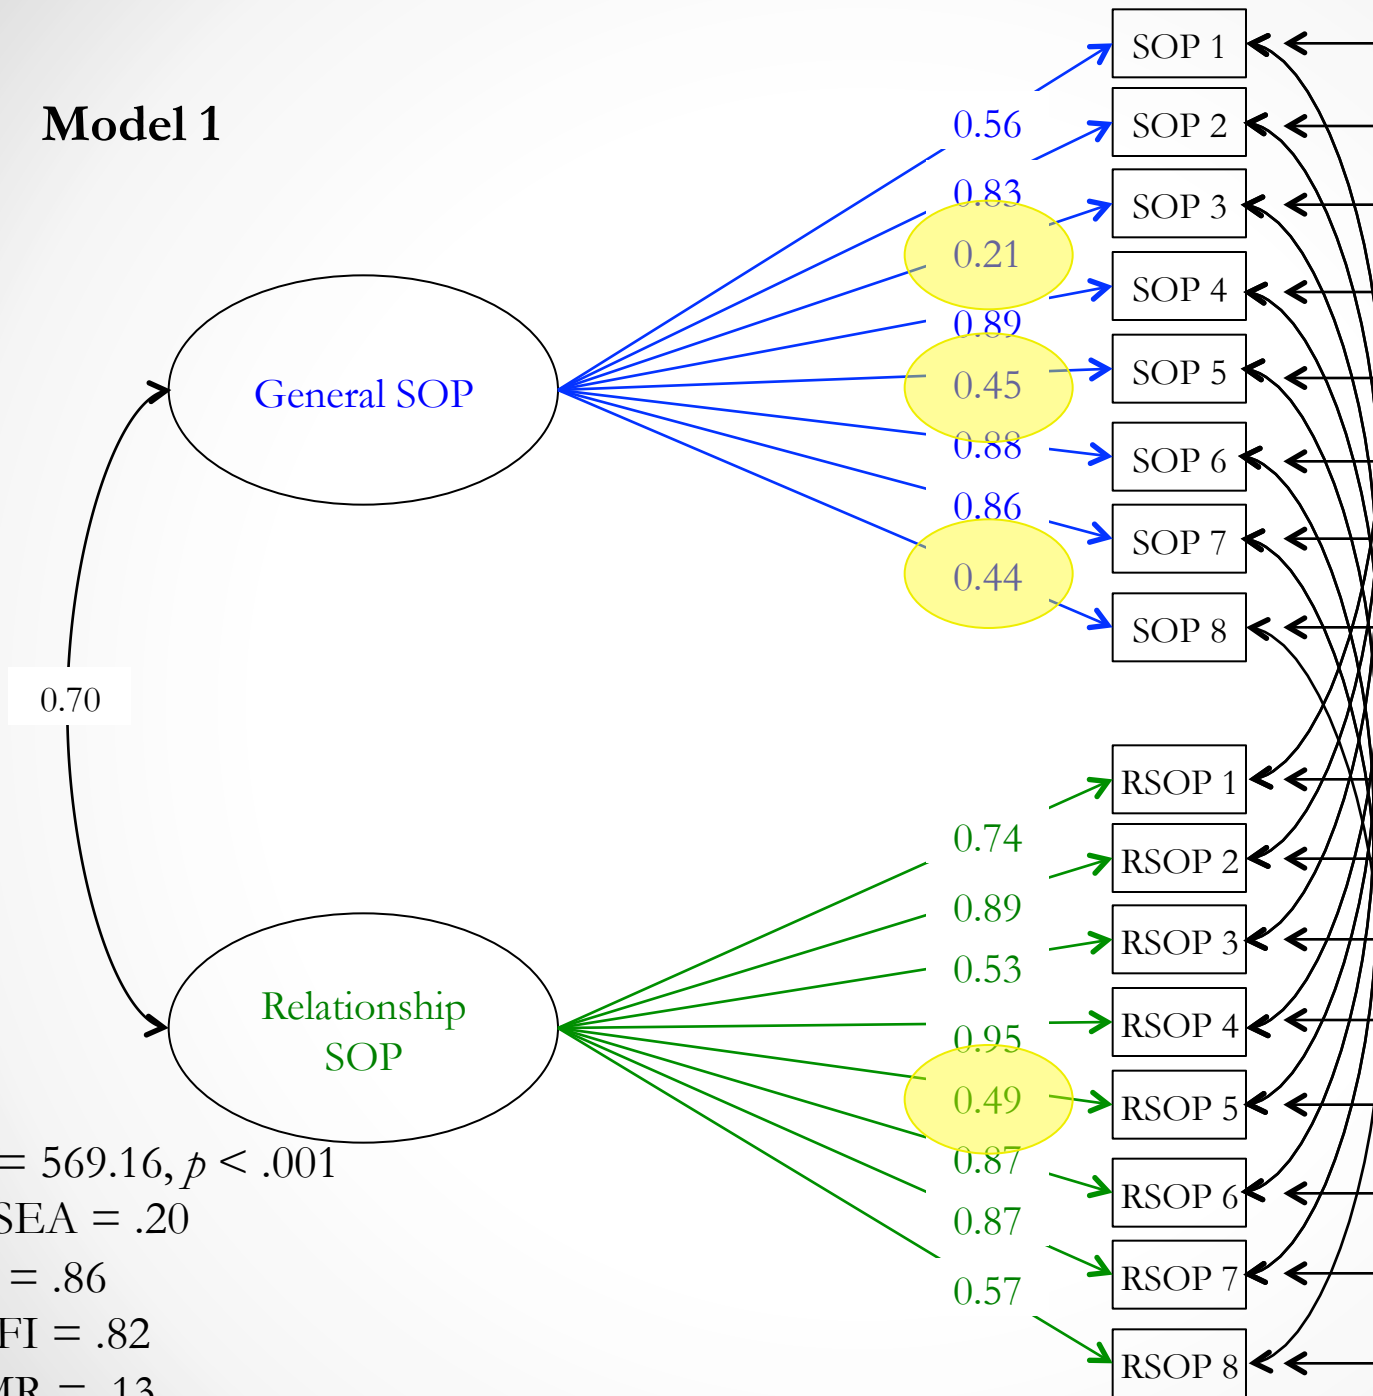 Model 1
0.56
0.83
0.21
0.89
0.45
0.88
0.86
0.44
SOP 1
SOP 2
SOP 3
SOP 4
SOP 5
SOP 6
SOP 7
SOP 8
General SOP
0.70
Relationship
SOP
0.74
0.89
0.53
0.95
0.49
0.87
0.87
0.57
RSOP 1
RSOP 2
RSOP 3
RSOP 4
RSOP 5
RSOP 6
RSOP 7
RSOP 8
= 569.16, p < .001
SEA = .20
= .86
FI = .82
MR = .13